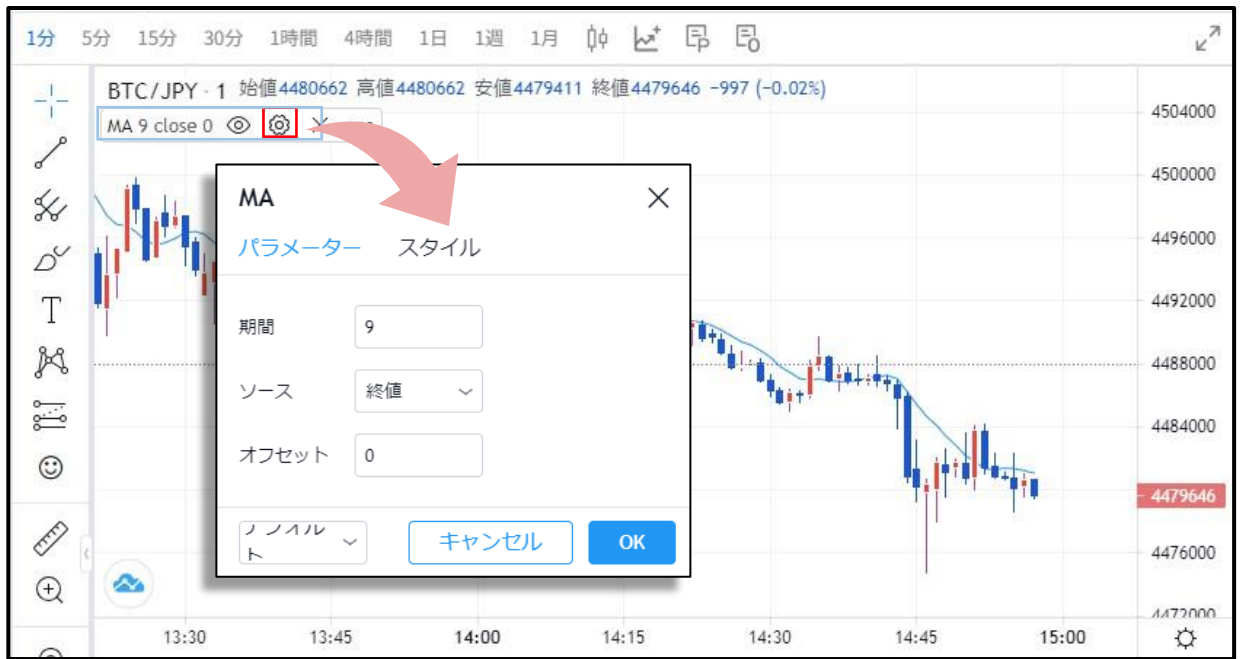 1分 5分 15分 30分 1時間 4時間 1日 1週 1月
BTC/JPY · 1 始値4480662 高値4480662 安値4479411 終値4479646 −997 (−0.02%)
MA 9 close 0
4504000
4500000
4496000
4492000
4488000
4484000
4479646
4476000
4472000
MA
パラメーター スタイル
期間 9
ソース 終値
オフセット 0
キャンセル OK
T
13:30 13:45 14:00 14:15 14:30 14:45 15:00